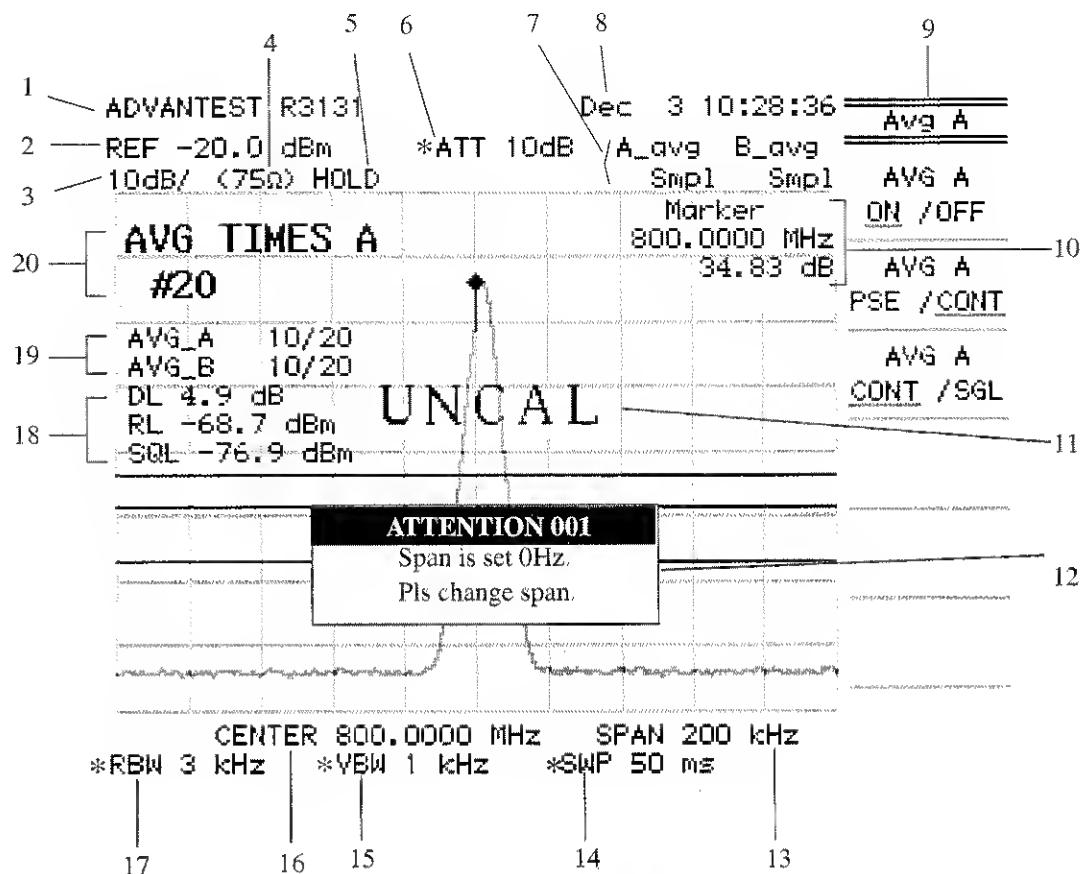 4 5 6 7 8 9
1 ADVANTEST R3131 Dec 3 10:28:36 Avg A
2 REF -20.0 dBm *ATT 10dB A_avg B_avg
3 10dB/ (75Ω) HOLD Smpl Smpl AVG A
ON /OFF
Marker
800.0000 MHz
34.83 dB
10
20 AVG TIMES A
#20
AVG A
PSE /CONT
19 AVG_A 10/20
AVG_B 10/20
AVG A
CONT /SGL
18 DL 4.9 dB
RL -68.7 dBm
SQL -76.9 dBm
UNCAL
11
ATTENTION 001
Span is set 0Hz.
Pls change span.
12
CENTER 800.0000 MHz SPAN 200 kHz
*RBW 3 kHz *VBW 1 kHz *SWP 50 ms
17 16 15 14 13